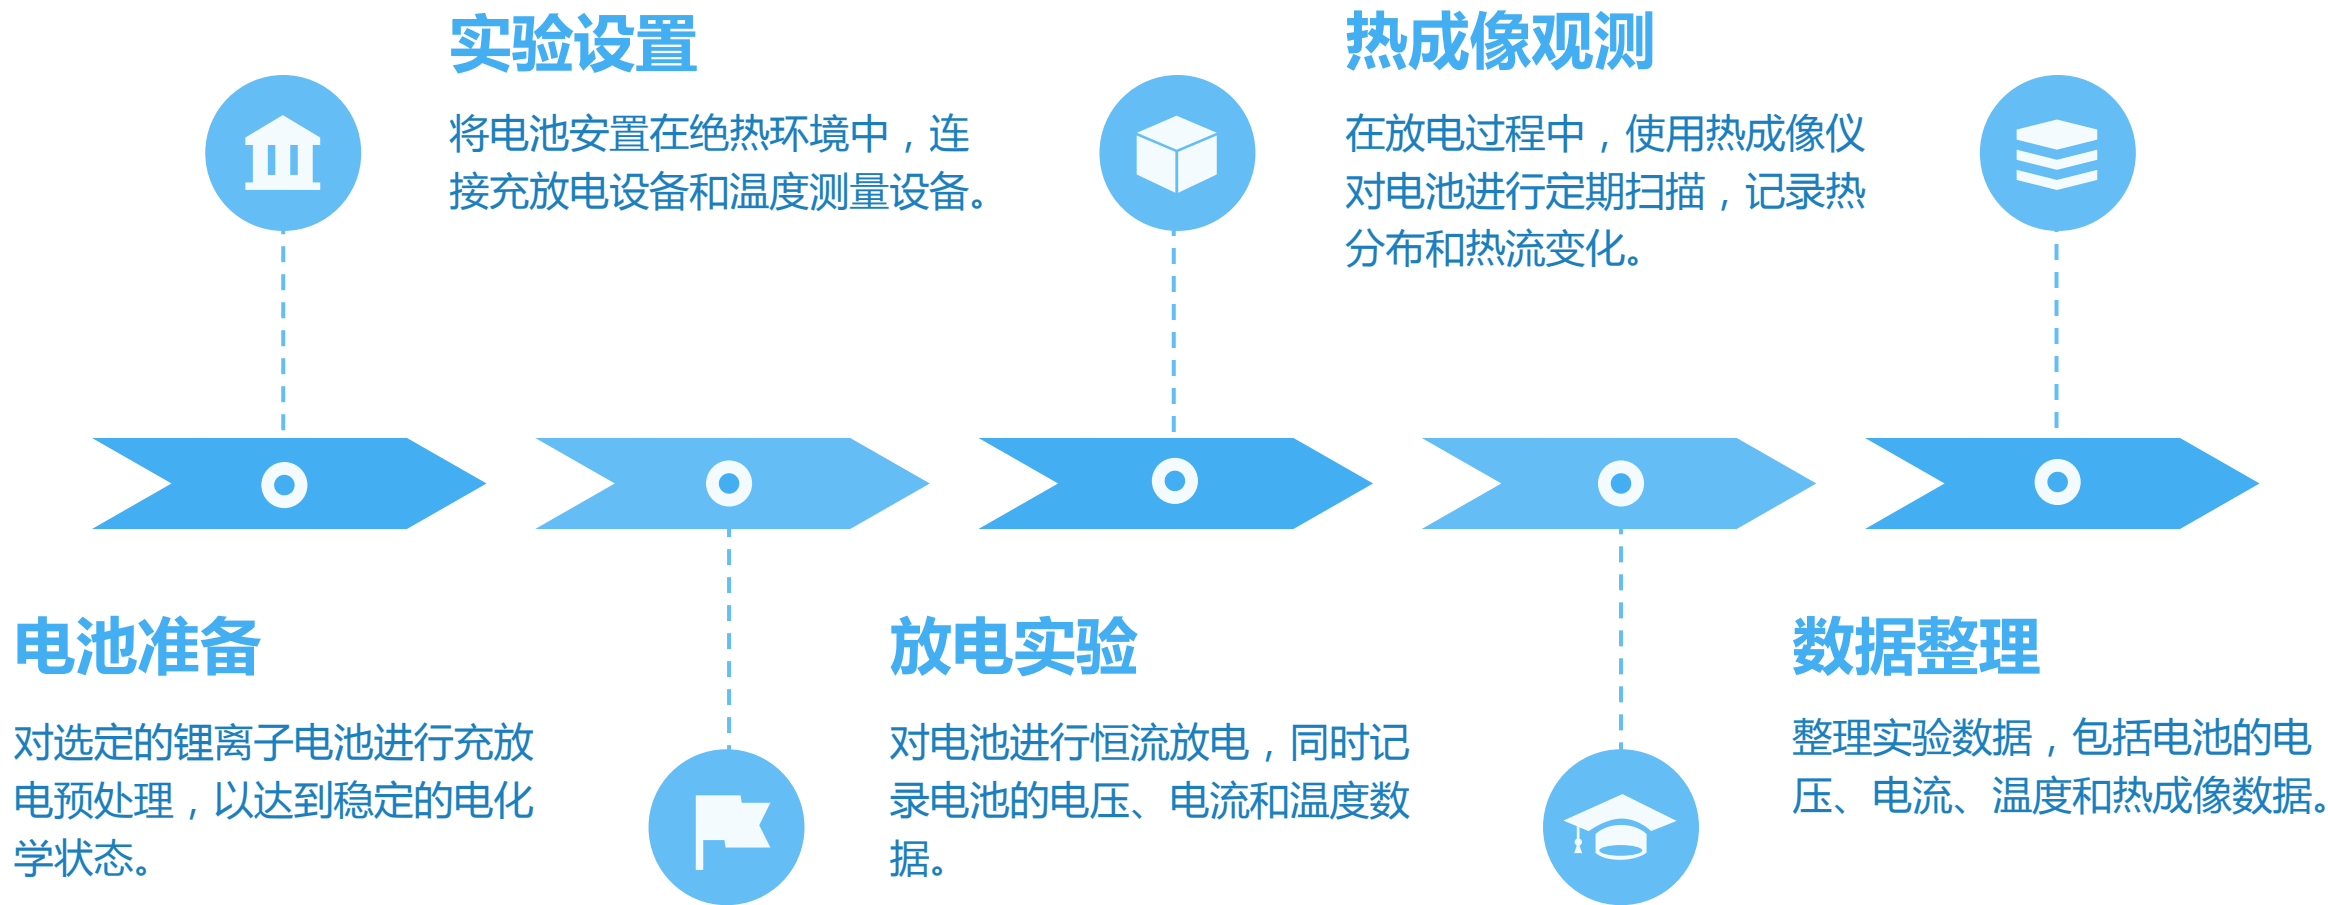 电池准备
对选定的锂离子电池进行充放
电预处理，以达到稳定的电化
学状态。
实验设置
将电池安置在绝热环境中，连
接充放电设备和温度测量设备。
放电实验
对电池进行恒流放电，同时记
录电池的电压、电流和温度数
据。
热成像观测
在放电过程中，使用热成像仪
对电池进行定期扫描，记录热
分布和热流变化。
数据整理
整理实验数据，包括电池的电
压、电流、温度和热成像数据。